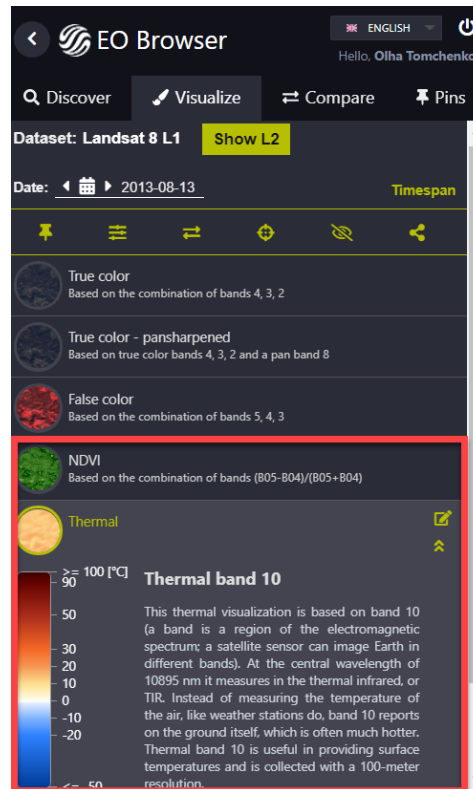 EO Browser
ENGLISH
Hello, Olha Tomchenko
Discover
Visualize
Compare
Pins
Dataset: Landsat 8 L1
Show L2
Date:
2013-08-13
Timespan
True color
Based on the combination of bands 4, 3, 2
True color - pansharpened
Based on true color bands 4, 3, 2 and a pan band 8
False color
Based on the combination of bands 5, 4, 3
NDVI
Based on the combination of bands (B05-B04)/(B05+B04)
Thermal
>= 100 [°C]
90
50
30
20
10
0
-10
-20
<= -50
Thermal band 10
This thermal visualization is based on band 10
(a band is a region of the electromagnetic
spectrum; a satellite sensor can image Earth in
different bands). At the central wavelength of
10895 nm it measures in the thermal infrared, or
TIR. Instead of measuring the temperature of
the air, like weather stations do, band 10 reports
on the ground itself, which is often much hotter.
Thermal band 10 is useful in providing surface
temperatures and is collected with a 100-meter
resolution.